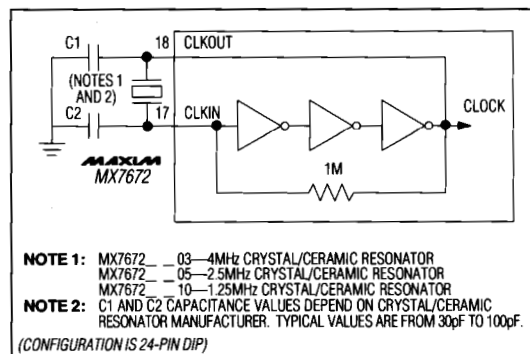 C1
18
CLKOUT
(NOTES 1
AND 2)
C2
17
CLKIN
CLOCK
MAXIM
MX7672
1M
NOTE 1: MX7672_ _ 03—4MHz CRYSTAL/CERAMIC RESONATOR
MX7672_ _ 05—2.5MHz CRYSTAL/CERAMIC RESONATOR
MX7672_ _ 10—1.25MHz CRYSTAL/CERAMIC RESONATOR
NOTE 2: C1 AND C2 CAPACITANCE VALUES DEPEND ON CRYSTAL/CERAMIC
RESONATOR MANUFACTURER. TYPICAL VALUES ARE FROM 30pF TO 100pF.
(CONFIGURATION IS 24-PIN DIP)